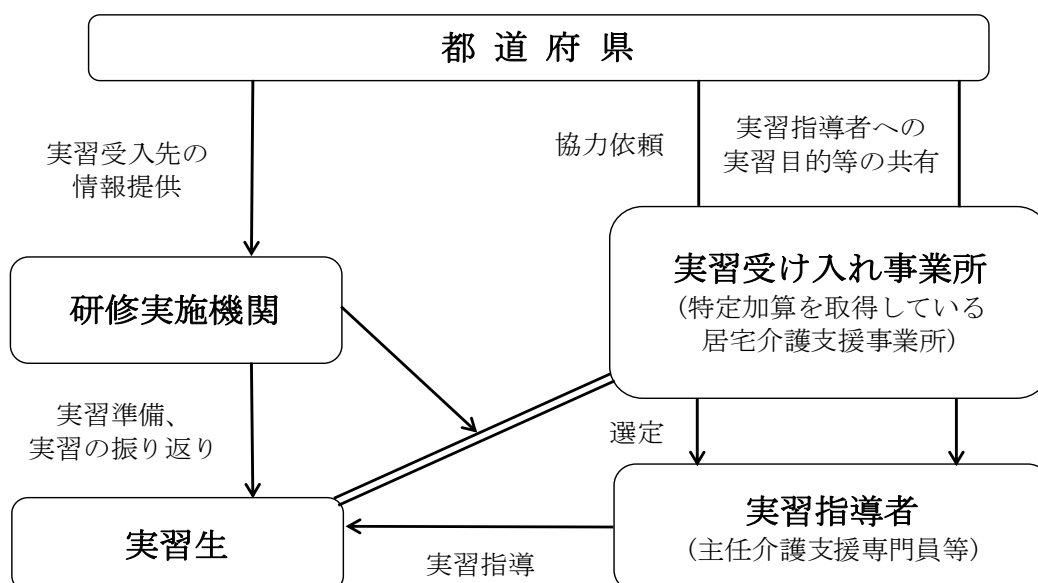 都道府県
実習受入先の
情報提供
協力依頼
実習指導者への
実習目的等の共有
研修実施機関
実習受け入れ事業所
(特定加算を取得している
居宅介護支援事業所)
実習準備、
実習の振り返り
選定
実習生
実習指導
実習指導者
(主任介護支援専門員等)